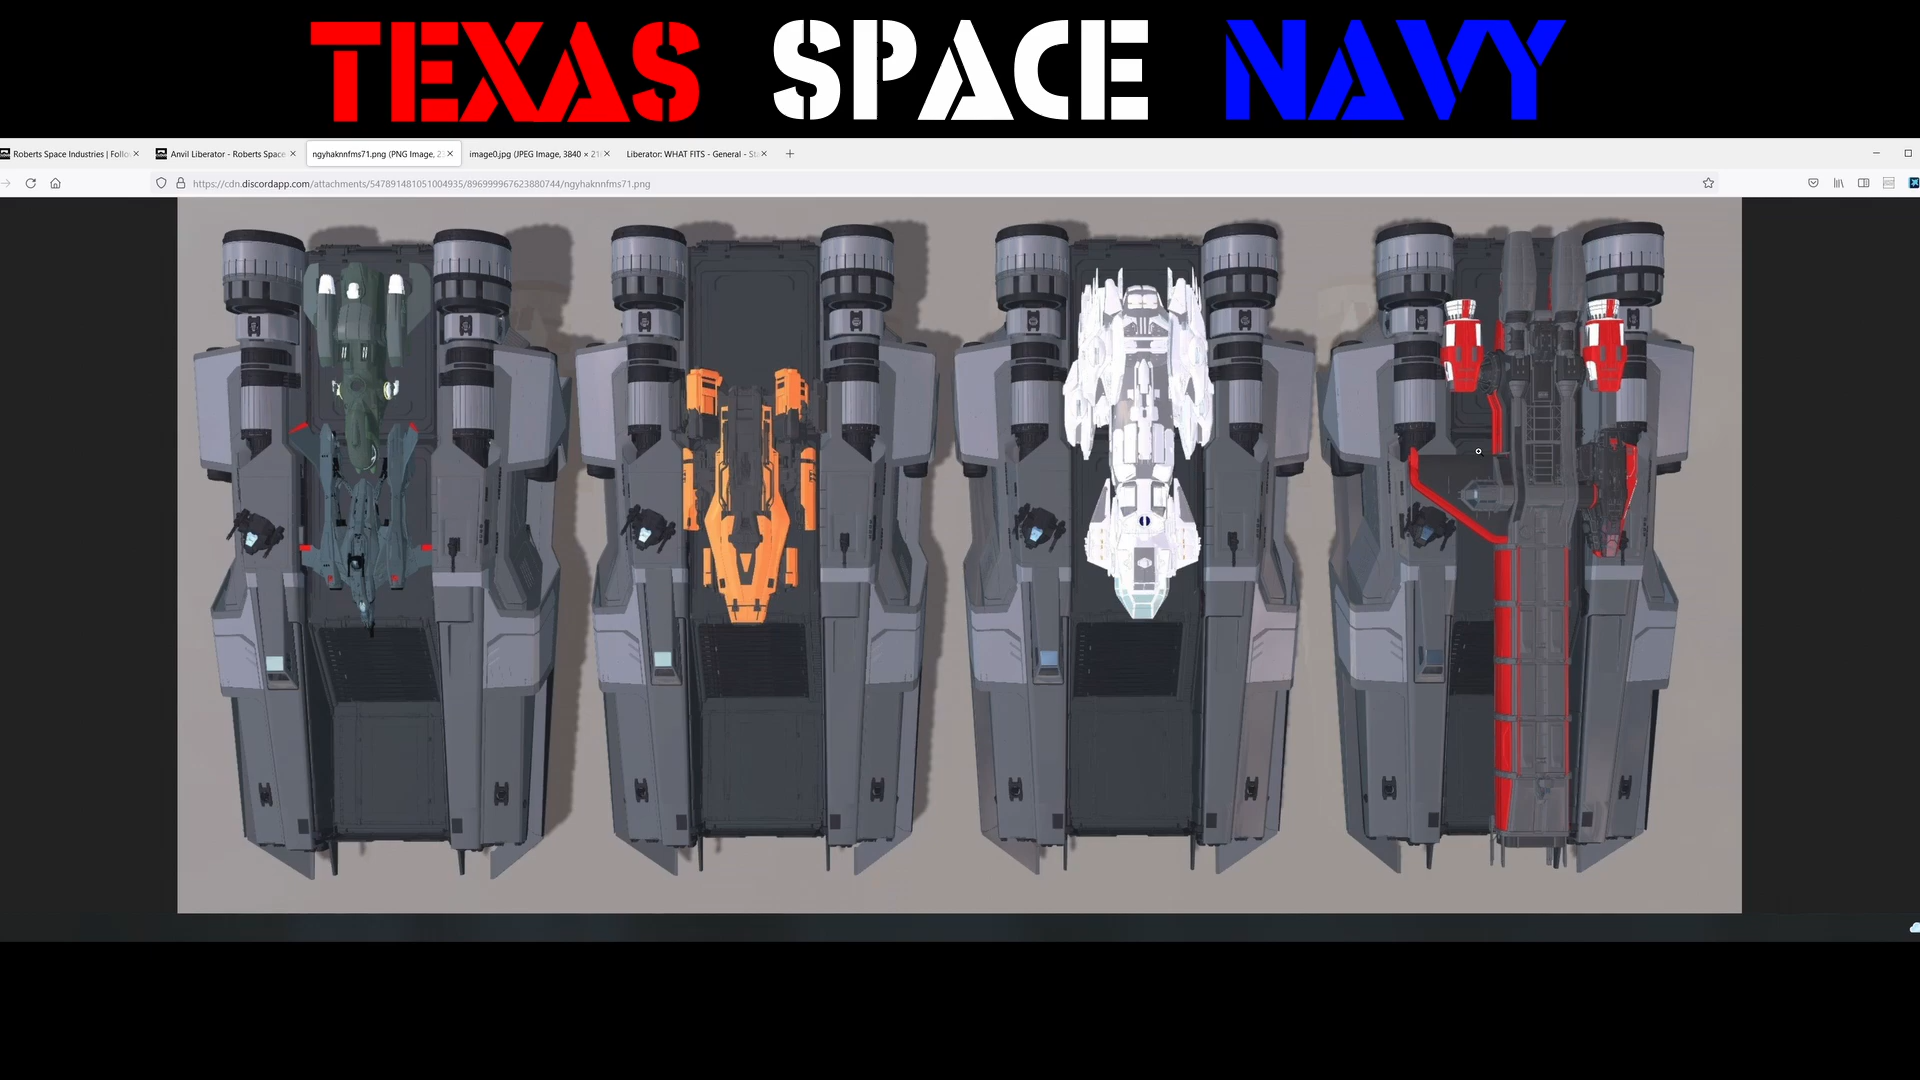 TEXAS SPACE NAVY
Roberts Space Industries | Follo
Anvil Liberator - Roberts Space
ngyhaknnfms71.png (PNG Image, 2
image0.jpg (JPEG Image, 3840 × 21
Liberator: WHAT FITS - General - St
https://cdn.discordapp.com/attachments/547891481051004935/896999967623880744/ngyhaknnfms71.png